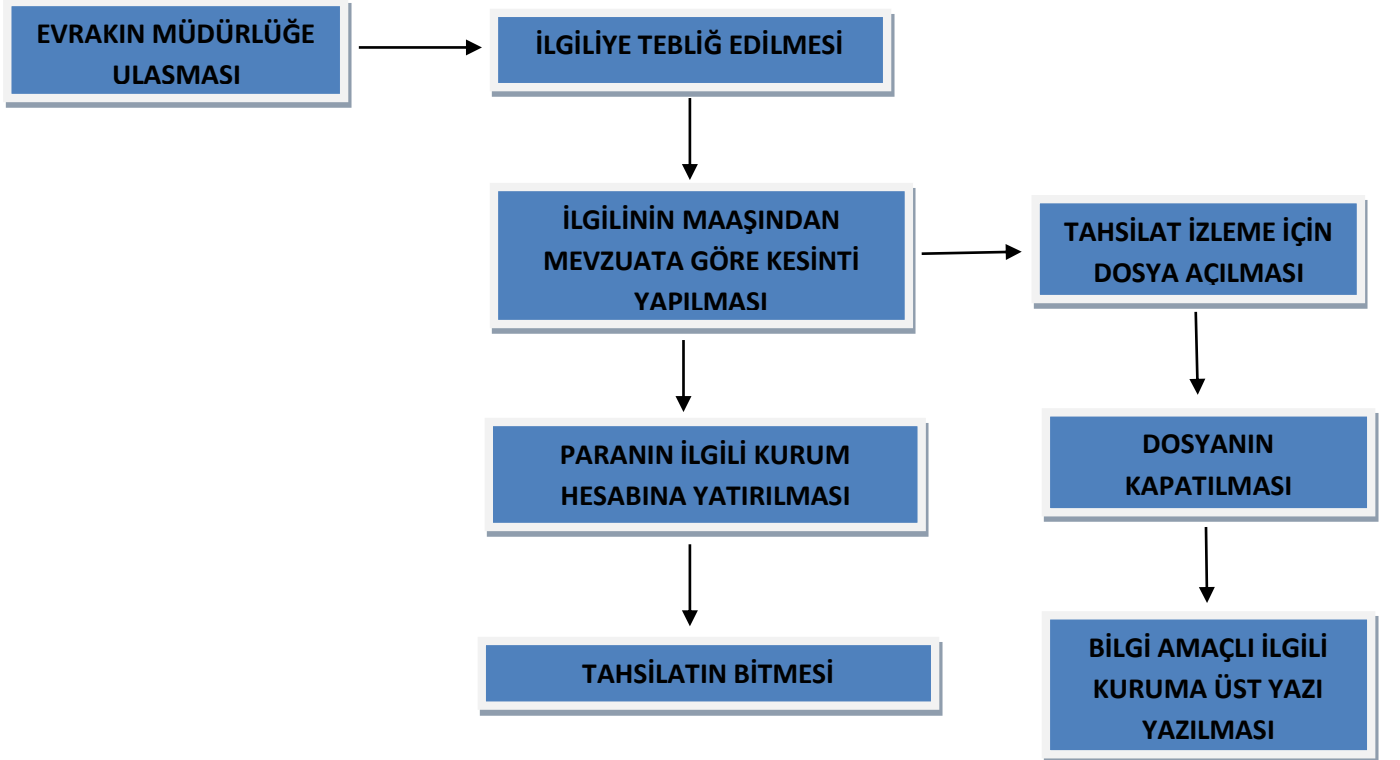 EVRAKIN MÜDÜRLÜĞE
ULASMASI
İLGİLİYE TEBLİĞ EDİLMESİ
İLGİLİNİN MAAŞINDAN
MEVZUATA GÖRE KESİNTİ
YAPILMASI
TAHSİLAT İZLEME İÇİN
DOSYA AÇILMASI
PARANIN İLGİLİ KURUM
HESABINA YATIRILMASI
DOSYANIN
KAPATILMASI
TAHSİLATIN BİTMESİ
BİLGİ AMAÇLI İLGİLİ
KURUMA ÜST YAZI
YAZILMASI